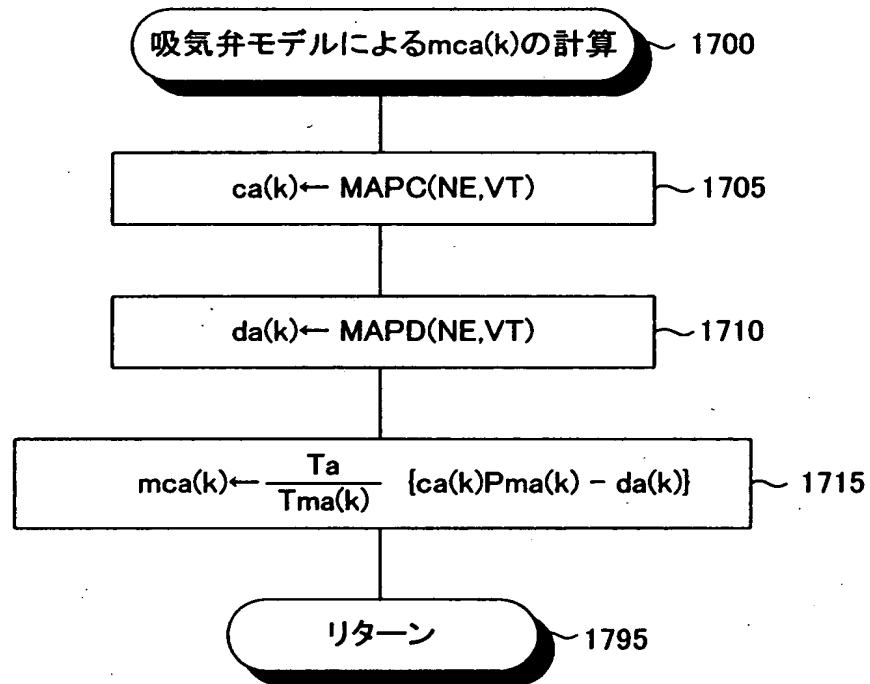 吸気弁モデルによるmca(k)の計算
1700
ca(k)← MAPC(NE,VT)
1705
da(k)← MAPD(NE,VT)
1710
mca(k)← Ta / Tma(k) {ca(k)Pma(k) - da(k)}
1715
リターン
1795